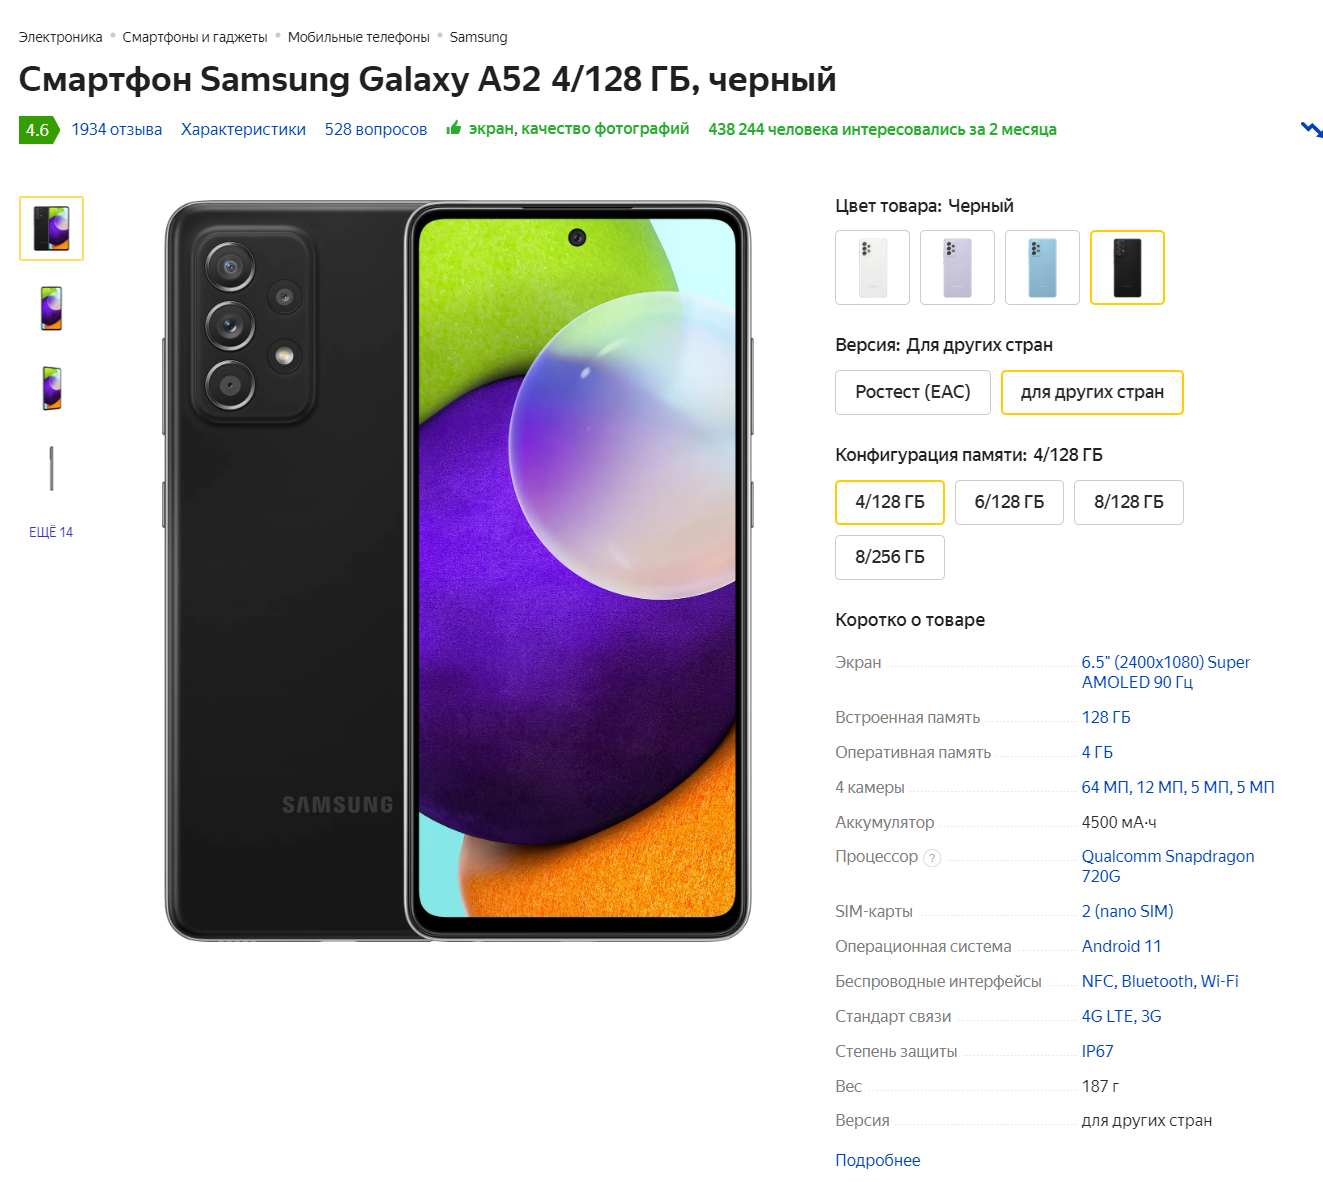 Электроника • Смартфоны и гаджеты • Мобильные телефоны • Samsung
Смартфон Samsung Galaxy A52 4/128 ГБ, черный
4.6 1934 отзыва Характеристики 528 вопросов экран, качество фотографий 438 244 человека интересовались за 2 месяца
ЕЩЁ 14
SAMSUNG
Цвет товара: Черный
Версия: Для других стран
Ростест (EAC) для других стран
Конфигурация памяти: 4/128 ГБ
4/128 ГБ 6/128 ГБ 8/128 ГБ
8/256 ГБ
Коротко о товаре
Экран 6.5" (2400x1080) Super
AMOLED 90 Гц
Встроенная память 128 ГБ
Оперативная память 4 ГБ
4 камеры 64 МП, 12 МП, 5 МП, 5 МП
Аккумулятор 4500 мА·ч
Процессор ? Qualcomm Snapdragon
720G
SIM-карты 2 (nano SIM)
Операционная система Android 11
Беспроводные интерфейсы NFC, Bluetooth, Wi-Fi
Стандарт связи 4G LTE, 3G
Степень защиты IP67
Вес 187 г
Версия для других стран
Подробнее